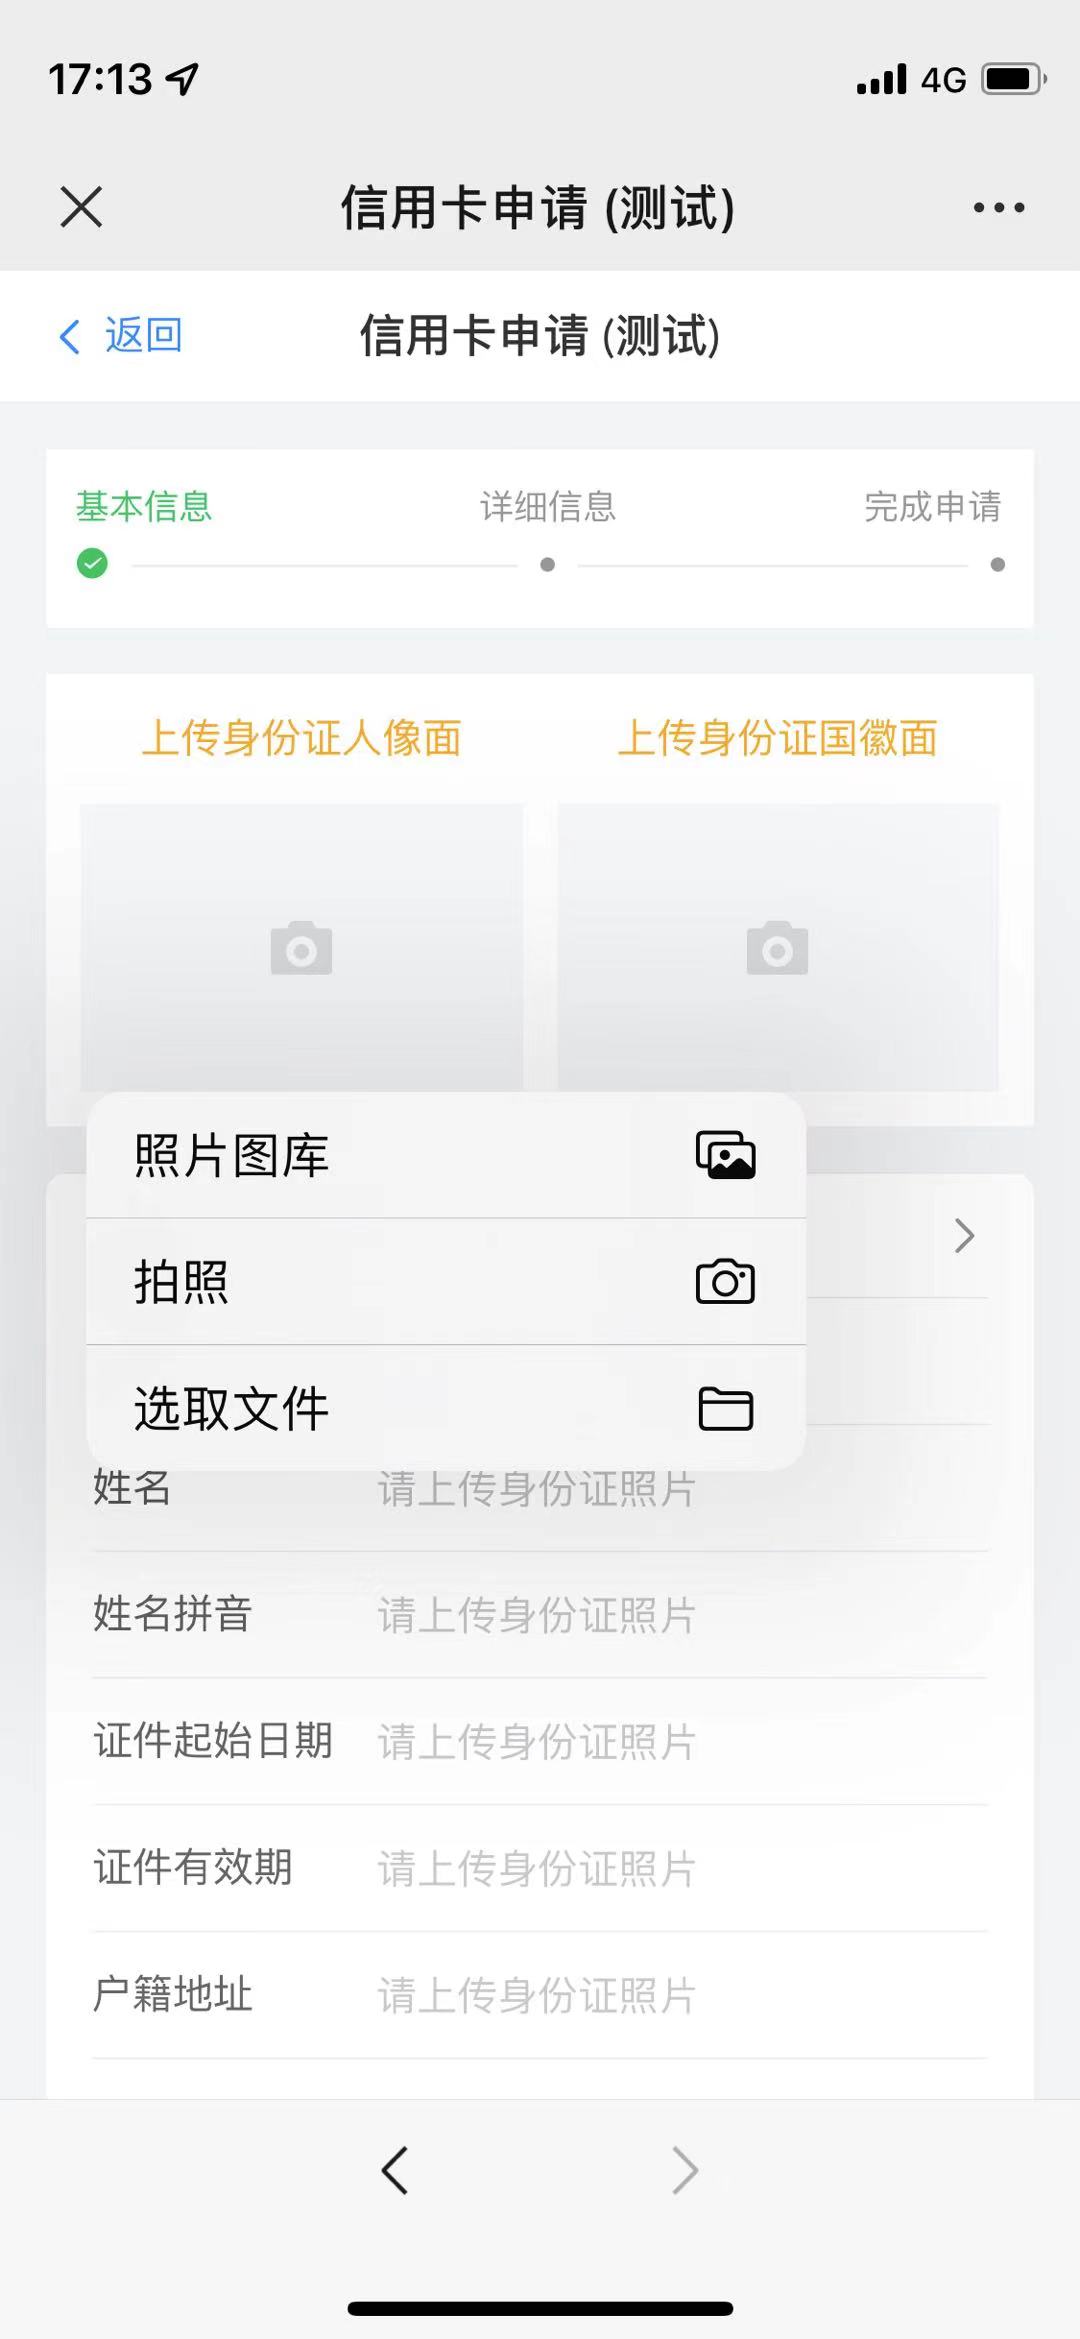 17:13
4G
信用卡申请 (测试)
返回
信用卡申请 (测试)
基本信息
详细信息
完成申请
上传身份证人像面
上传身份证国徽面
照片图库
拍照
选取文件
姓名
请上传身份证照片
姓名拼音
请上传身份证照片
证件起始日期
请上传身份证照片
证件有效期
请上传身份证照片
户籍地址
请上传身份证照片